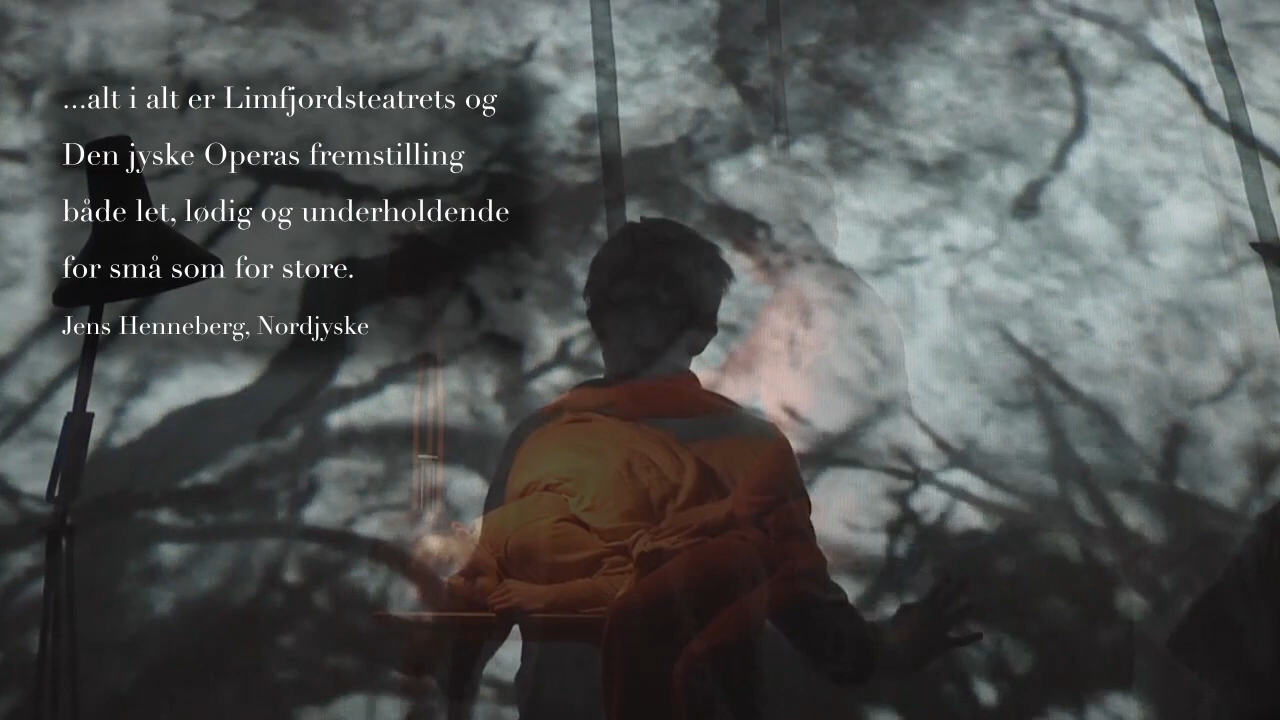 ...alt i alt er Limfjordsteatrets og
Den jyske Operas fremstilling
både let, lødig og underholdende
for små som for store.
Jens Henneberg, Nordjyske